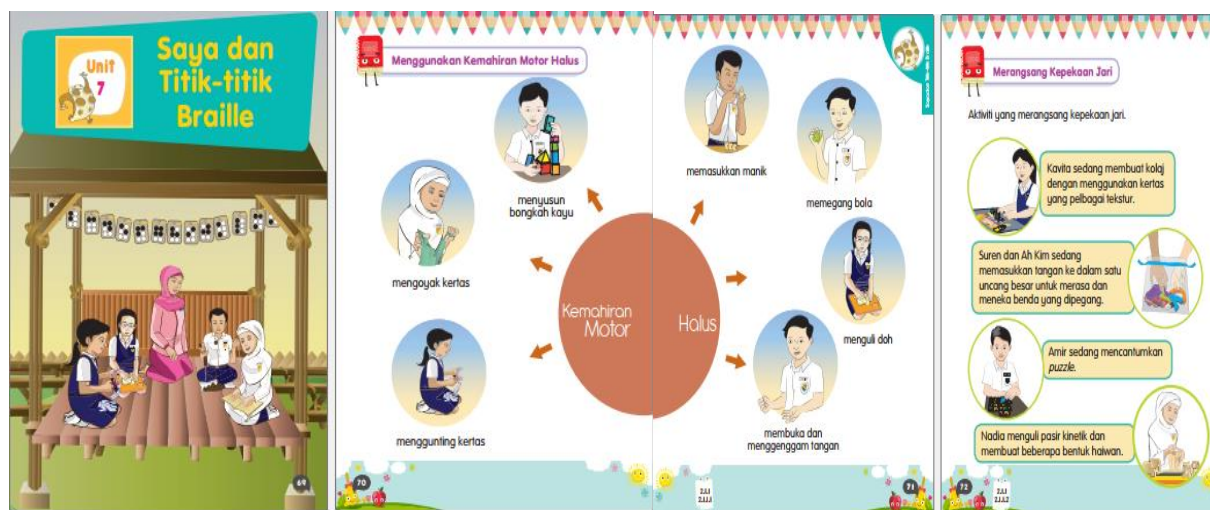 Unit
7
Saya dan
Titik-titik
Braille
69
Menggunakan Kemahiran Motor Halus
menyusun
bongkah kayu
mengoyak kertas
menggunting kertas
Kemahiran
Motor
70
memasukkan manik
memegang bola
menguli doh
membuka dan
menggenggam tangan
Halus
71
Merangsang Kepekaan Jari
Aktiviti yang merangsang kepekaan jari.
Kavita sedang membuat kolaj
dengan menggunakan kertas
yang pelbagai tekstur.
Suren dan Ah Kim sedang
memasukkan tangan ke dalam satu
uncang besar untuk merasa dan
meneka benda yang dipegang.
Amir sedang mencantumkan
puzzle.
Nadia menguli pasir kinetik dan
membuat beberapa bentuk haiwan.
72